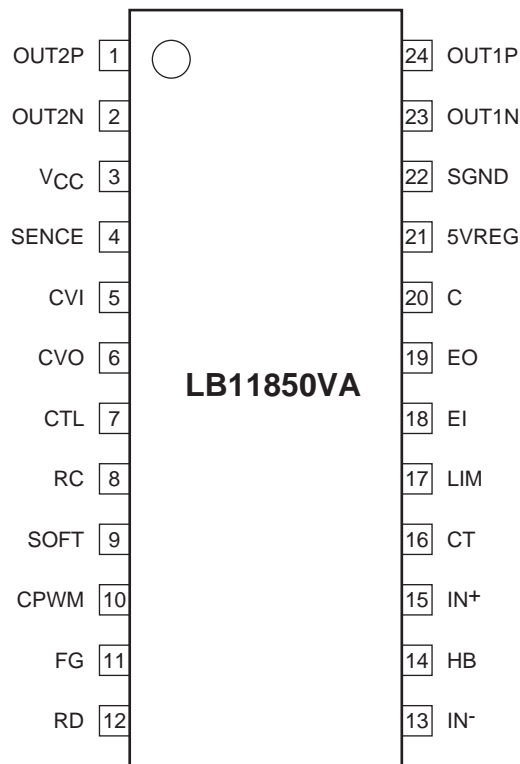 OUT2P 1 24 OUT1P
OUT2N 2 23 OUT1N
VCC 3 22 SGND
SENCE 4 21 5VREG
CVI 5 20 C
CVO 6 19 EO
LB11850VA
CTL 7 18 EI
RC 8 17 LIM
SOFT 9 16 CT
CPWM 10 15 IN+
FG 11 14 HB
RD 12 13 IN-